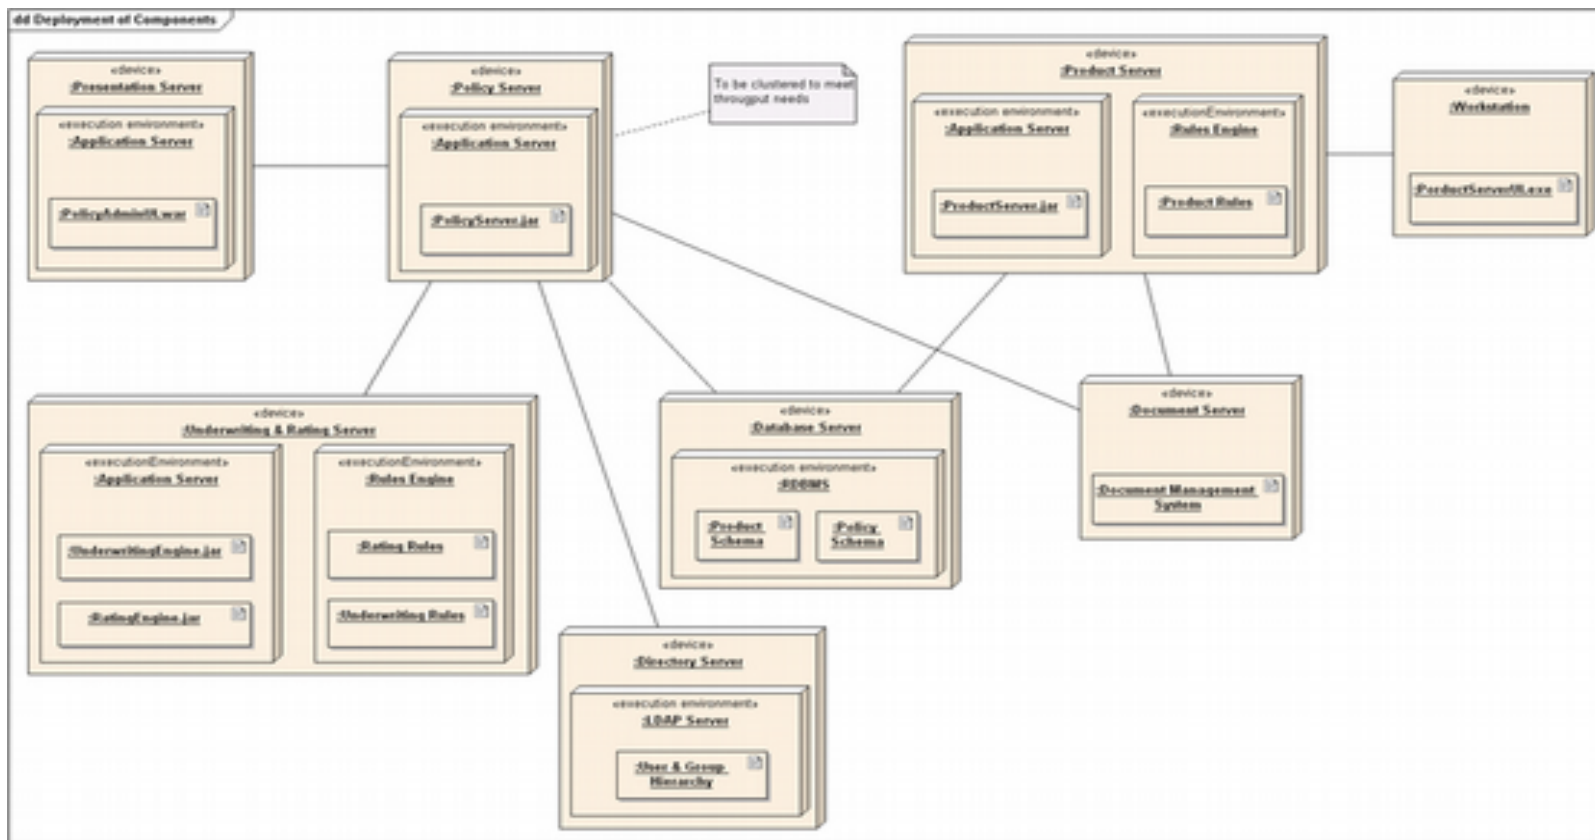 dd Deployment of Components
«device»
:Presentation Server
«execution environment»
:Application Server
:PolicyAdminUI.war
«device»
:Policy Server
«execution environment»
:Application Server
:PolicyServer.jar
To be clustered to meet
througput needs
«device»
:Product Server
«execution environment»
:Application Server
:ProductServer.jar
«executionEnvironment»
:Rules Engine
:Product Rules
«device»
:Workstation
:PorductServerUI.exe
«device»
:Underwriting & Rating Server
«executionEnvironment»
:Application Server
:UnderwritingEngine.jar
:RatingEngine.jar
«executionEnvironment»
:Rules Engine
:Rating Rules
:Underwriting Rules
«device»
:Database Server
«execution environment»
:RDBMS
:Product
Schema
:Policy
Schema
«device»
:Document Server
:Document Management
System
«device»
:Directory Server
«execution environment»
:LDAP Server
:User & Group
Hierarchy